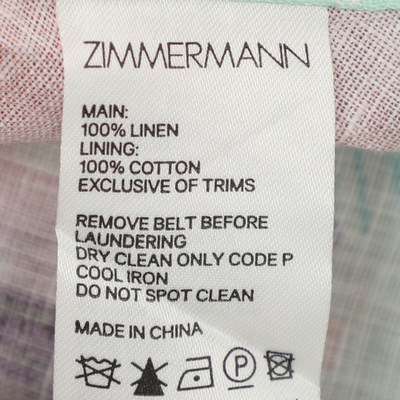 ZIMMERMANN
MAIN:
100% LINEN
LINING:
100% COTTON
EXCLUSIVE OF TRIMS
REMOVE BELT BEFORE
LAUNDERING
DRY CLEAN ONLY CODE P
COOL IRON
DO NOT SPOT CLEAN
MADE IN CHINA
P